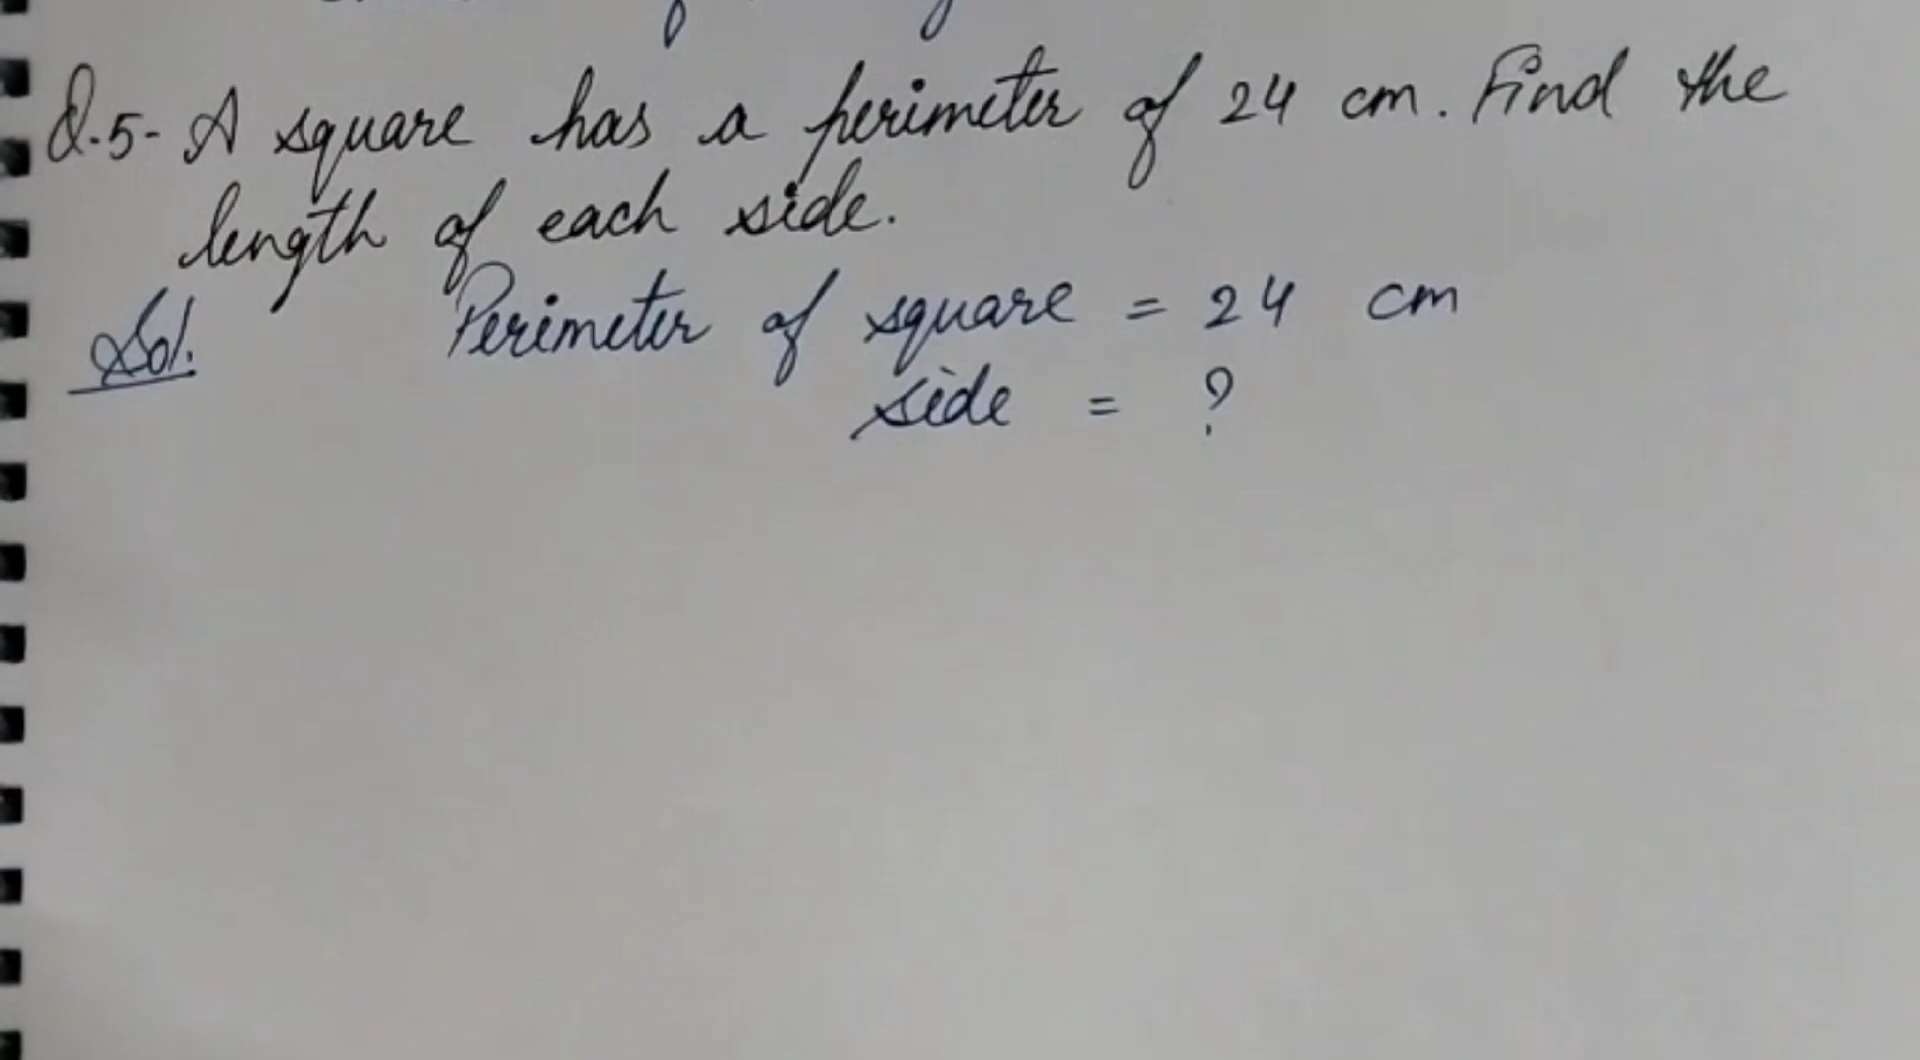 Q.5- A square has a perimeter of 24 cm. Find the
length of each side.
Sol. Perimeter of square = 24 cm
side = ?